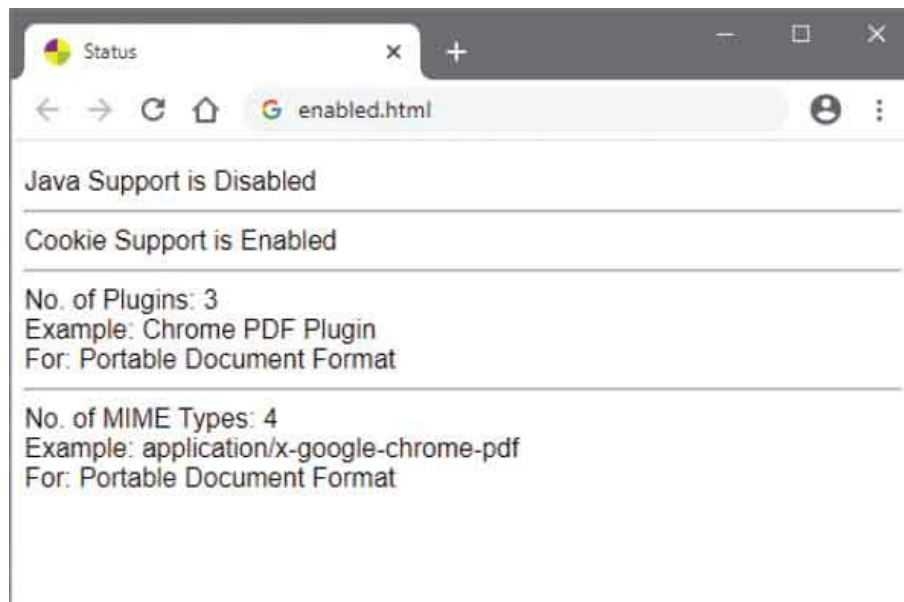 Status
enabled.html
Java Support is Disabled
Cookie Support is Enabled
No. of Plugins: 3
Example: Chrome PDF Plugin
For: Portable Document Format
No. of MIME Types: 4
Example: application/x-google-chrome-pdf
For: Portable Document Format